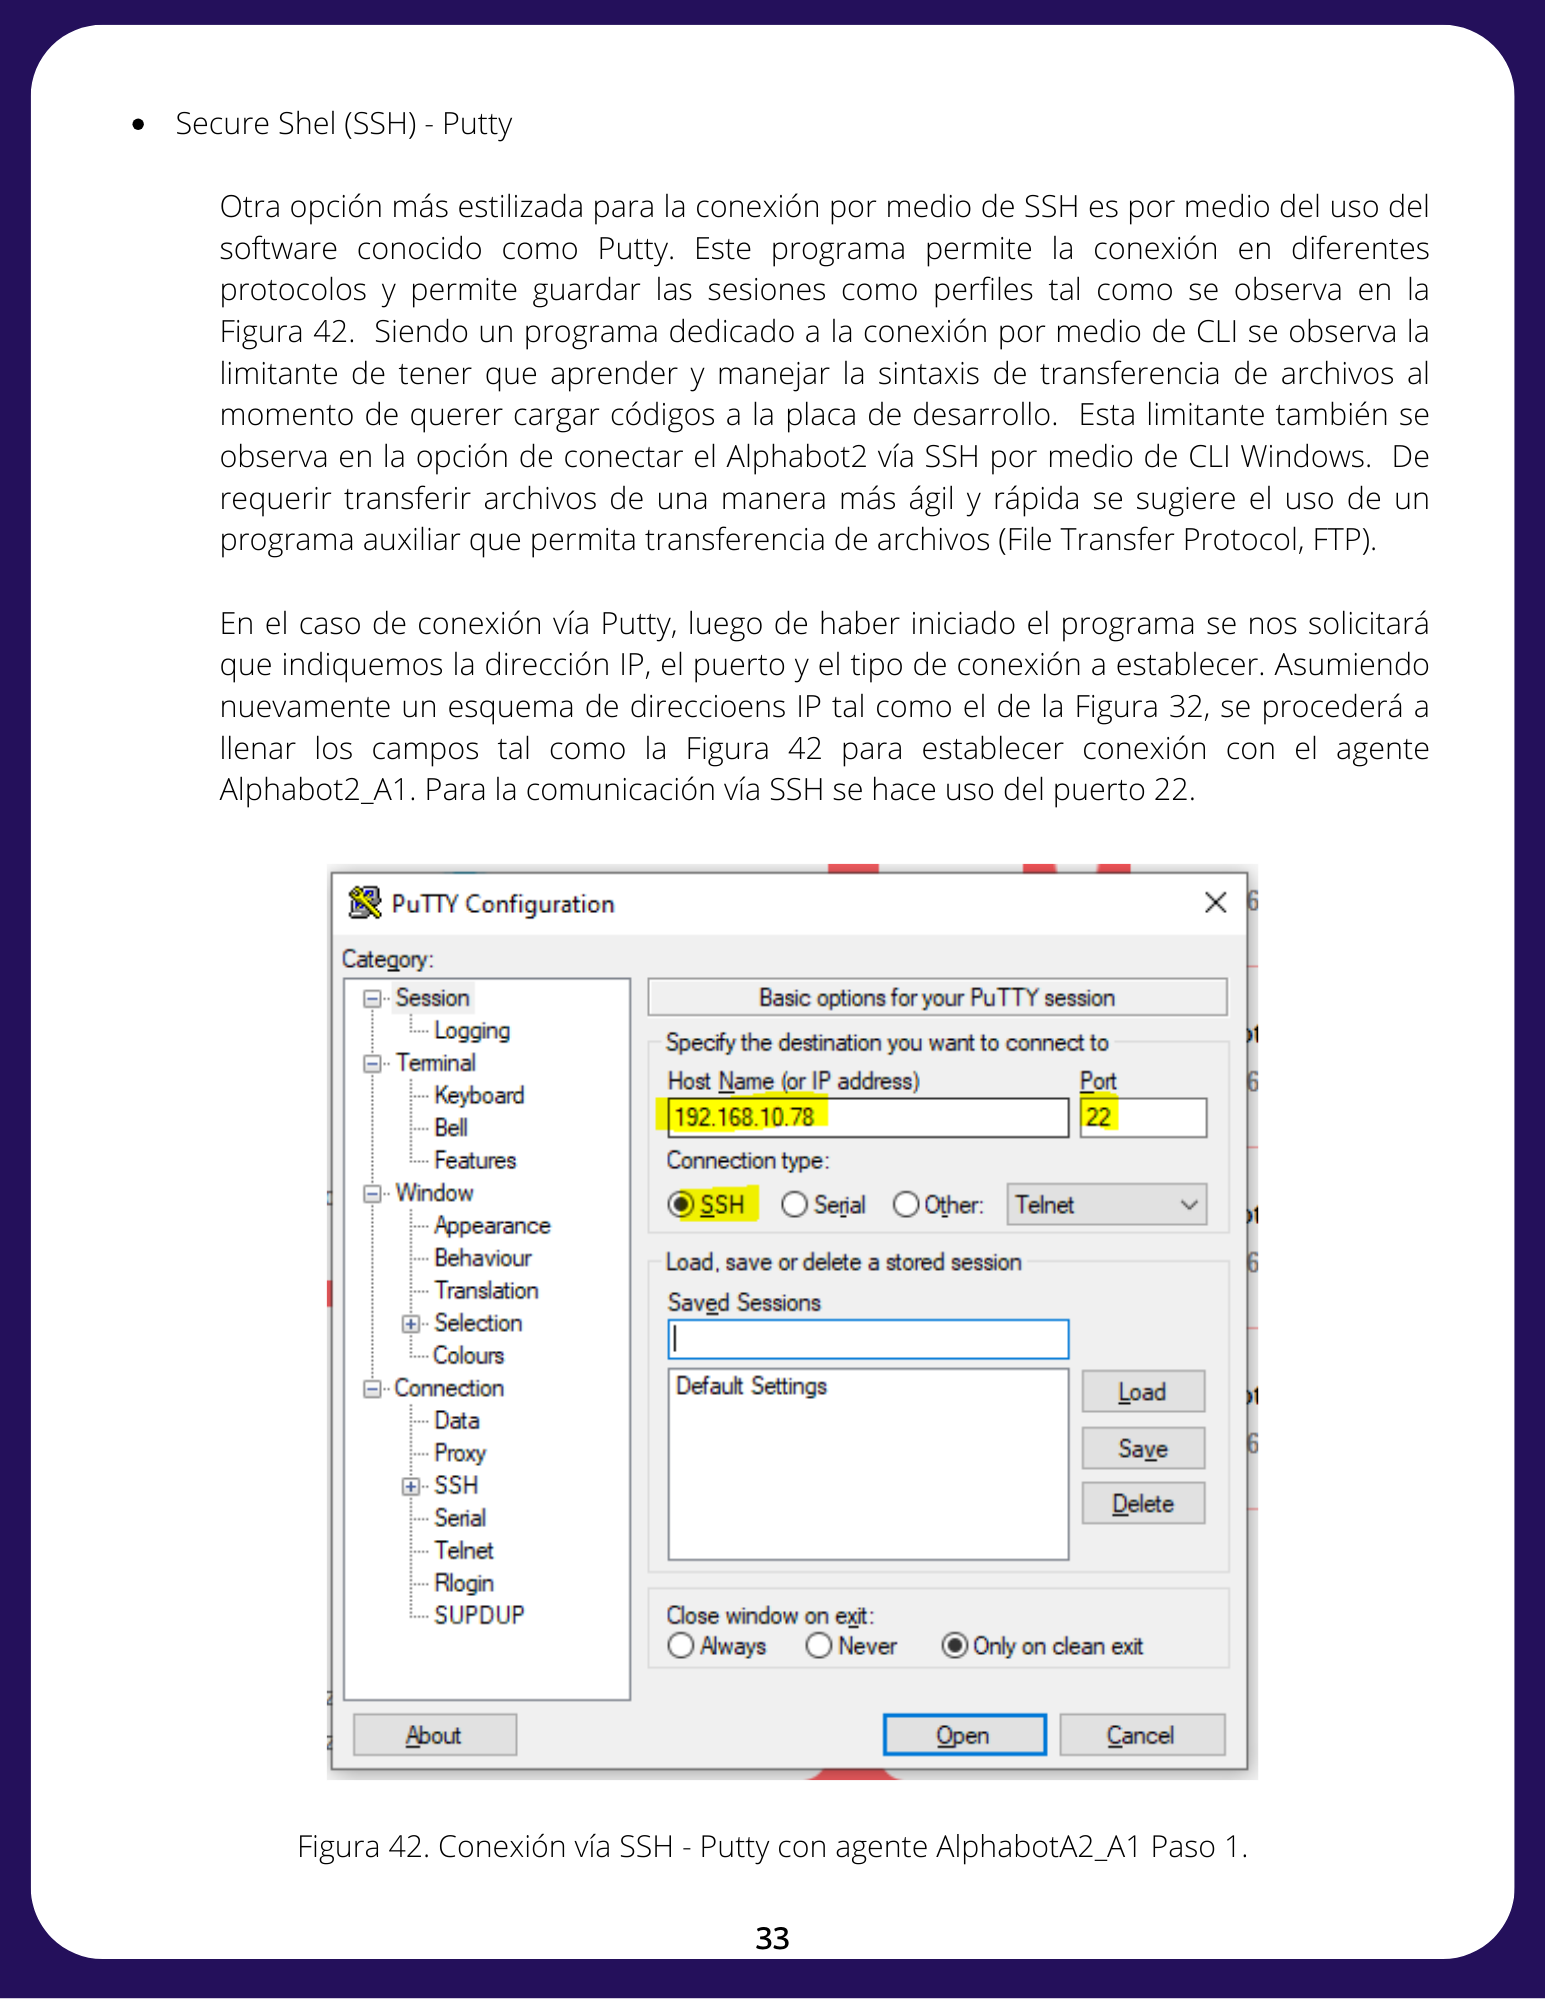 • Secure Shel (SSH) - Putty
Otra opción más estilizada para la conexión por medio de SSH es por medio del uso del
software conocido como Putty. Este programa permite la conexión en diferentes
protocolos y permite guardar las sesiones como perfiles tal como se observa en la
Figura 42. Siendo un programa dedicado a la conexión por medio de CLI se observa la
limitante de tener que aprender y manejar la sintaxis de transferencia de archivos al
momento de querer cargar códigos a la placa de desarrollo. Esta limitante también se
observa en la opción de conectar el Alphabot2 vía SSH por medio de CLI Windows. De
requerir transferir archivos de una manera más ágil y rápida se sugiere el uso de un
programa auxiliar que permita transferencia de archivos (File Transfer Protocol, FTP).
En el caso de conexión vía Putty, luego de haber iniciado el programa se nos solicitará
que indiquemos la dirección IP, el puerto y el tipo de conexión a establecer. Asumiendo
nuevamente un esquema de direccioens IP tal como el de la Figura 32, se procederá a
llenar los campos tal como la Figura 42 para establecer conexión con el agente
Alphabot2_A1. Para la comunicación vía SSH se hace uso del puerto 22.
PuTTY Configuration
Category:
Session
Logging
Terminal
Keyboard
Bell
Features
Window
Appearance
Behaviour
Translation
Selection
Colours
Connection
Data
Proxy
SSH
Serial
Telnet
Rlogin
SUPDUP
Basic options for your PuTTY session
Specify the destination you want to connect to
Host Name (or IP address) Port
192.168.10.78 22
Connection type:
SSH Serial Other: Telnet
Load, save or delete a stored session
Saved Sessions
Default Settings
Load
Save
Delete
Close window on exit:
Always Never Only on clean exit
About Open Cancel
Figura 42. Conexión vía SSH - Putty con agente AlphabotA2_A1 Paso 1.
33